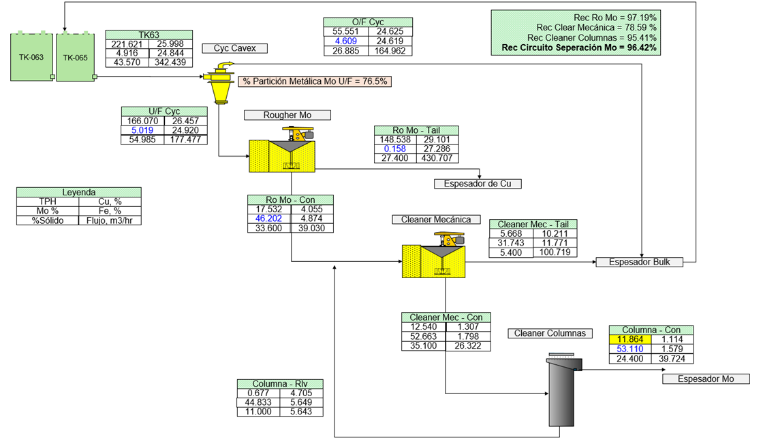 O/F Cyc
55.551 24.625
4.609 24.619
26.885 164.962
Rec Ro Mo = 97.19%
Rec Clear Mecánica = 78.59 %
Rec Cleaner Columnas = 95.41%
Rec Circuito Seperación Mo = 96.42%
TK63
221.621 25.998
4.916 24.844
43.570 342.439
TK-063
TK-065
Cyc Cavex
% Partición Metálica Mo U/F = 76.5%
U/F Cyc
166.070 26.457
5.019 24.920
54.985 177.477
Rougher Mo
Ro Mo - Tail
148.538 29.101
0.158 27.286
27.400 430.707
Espesador de Cu
Leyenda
TPH Cu, %
Mo % Fe, %
%Sólido Flujo, m3/hr
Ro Mo - Con
17.532 4.055
46.202 4.874
33.600 39.030
Cleaner Mecánica
Cleaner Mec - Tail
5.668 10.211
31.743 11.771
5.400 100.719
Espesador Bulk
Cleaner Mec - Con
12.540 1.307
52.663 1.798
35.100 26.322
Cleaner Columnas
Columna - Con
11.864 1.114
53.110 1.579
24.400 39.724
Espesador Mo
Columna - Rlv
0.677 4.705
44.833 5.649
11.000 5.643